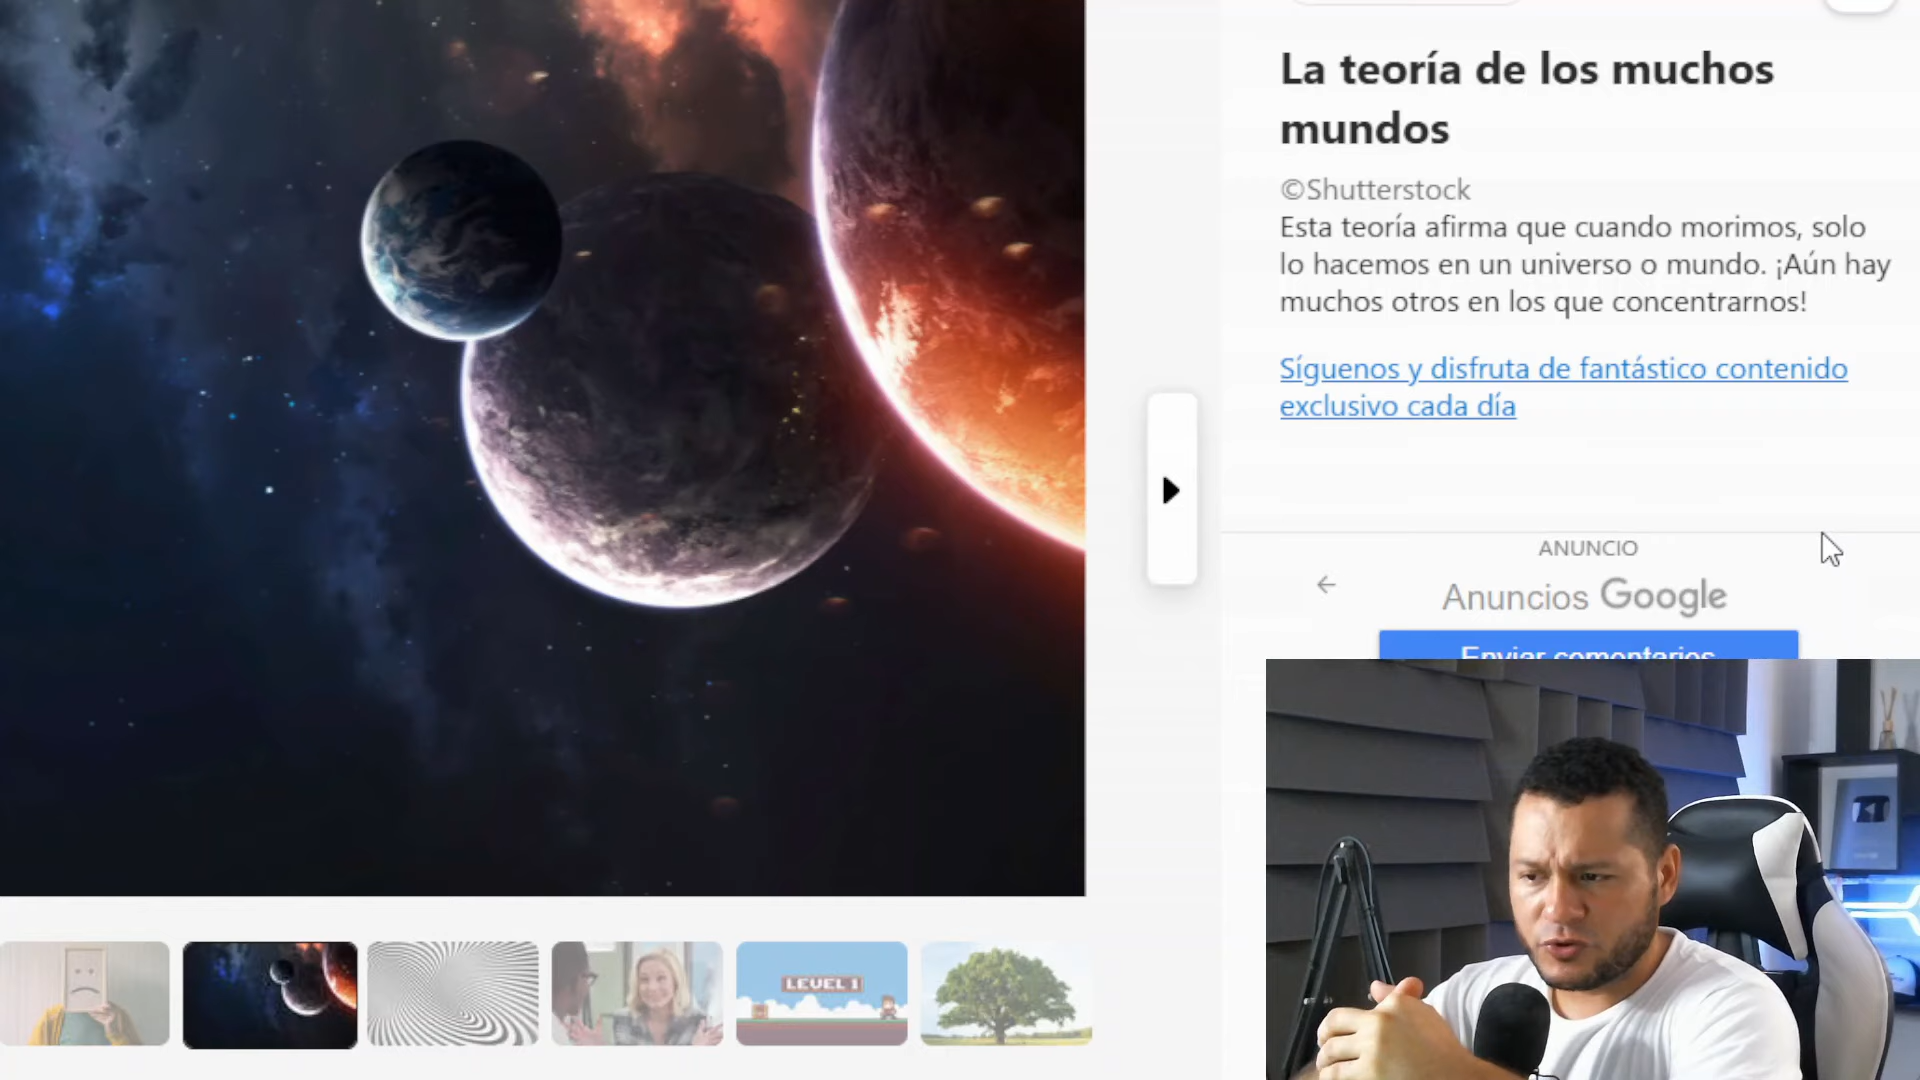 La teoría de los muchos
mundos
©Shutterstock
Esta teoría afirma que cuando morimos, solo
lo hacemos en un universo o mundo. ¡Aún hay
muchos otros en los que concentrarnos!
Síguenos y disfruta de fantástico contenido
exclusivo cada día
ANUNCIO
Anuncios Google
Enviar comentarios
LEVEL 1